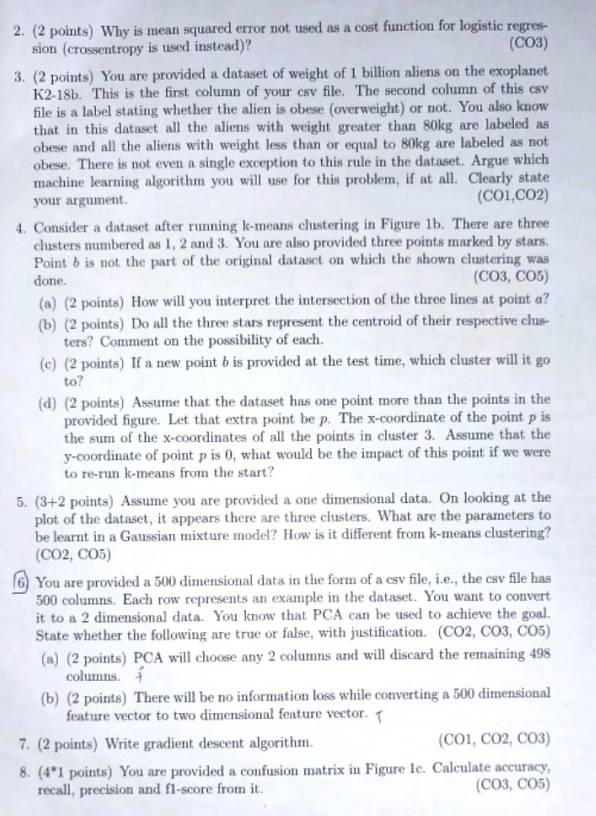 2. (2 points) Why is mean squared error not used as a cost function for logistic regres-
sion (crossentropy is used instead)? (CO3)
3. (2 points) You are provided a dataset of weight of 1 billion aliens on the exoplanet
K2-18b. This is the first column of your csv file. The second column of this csv
file is a label stating whether the alien is obese (overweight) or not. You also know
that in this dataset all the aliens with weight greater than 80kg are labeled as
obese and all the aliens with weight less than or equal to 80kg are labeled as not
obese. There is not even a single exception to this rule in the dataset. Argue which
machine learning algorithm you will use for this problem, if at all. Clearly state
your argument. (CO1,CO2)
4. Consider a dataset after running k-means clustering in Figure 1b. There are three
clusters numbered as 1, 2 and 3. You are also provided three points marked by stars.
Point b is not the part of the original dataset on which the shown clustering was
done. (CO3, CO5)
(a) (2 points) How will you interpret the intersection of the three lines at point a?
(b) (2 points) Do all the three stars represent the centroid of their respective clus-
ters? Comment on the possibility of each.
(c) (2 points) If a new point b is provided at the test time, which cluster will it go
to?
(d) (2 points) Assume that the dataset has one point more than the points in the
provided figure. Let that extra point be p. The x-coordinate of the point p is
the sum of the x-coordinates of all the points in cluster 3. Assume that the
y-coordinate of point p is 0, what would be the impact of this point if we were
to re-run k-means from the start?
5. (3+2 points) Assume you are provided a one dimensional data. On looking at the
plot of the dataset, it appears there are three clusters. What are the parameters to
be learnt in a Gaussian mixture model? How is it different from k-means clustering?
(CO2, CO5)
6. You are provided a 500 dimensional data in the form of a csv file, i.e., the csv file has
500 columns. Each row represents an example in the dataset. You want to convert
it to a 2 dimensional data. You know that PCA can be used to achieve the goal.
State whether the following are true or false, with justification. (CO2, CO3, CO5)
(a) (2 points) PCA will choose any 2 columns and will discard the remaining 498
columns.
(b) (2 points) There will be no information loss while converting a 500 dimensional
feature vector to two dimensional feature vector. T
7. (2 points) Write gradient descent algorithm. (CO1, CO2, CO3)
8. (4*1 points) You are provided a confusion matrix in Figure 1c. Calculate accuracy,
recall, precision and f1-score from it. (CO3, CO5)